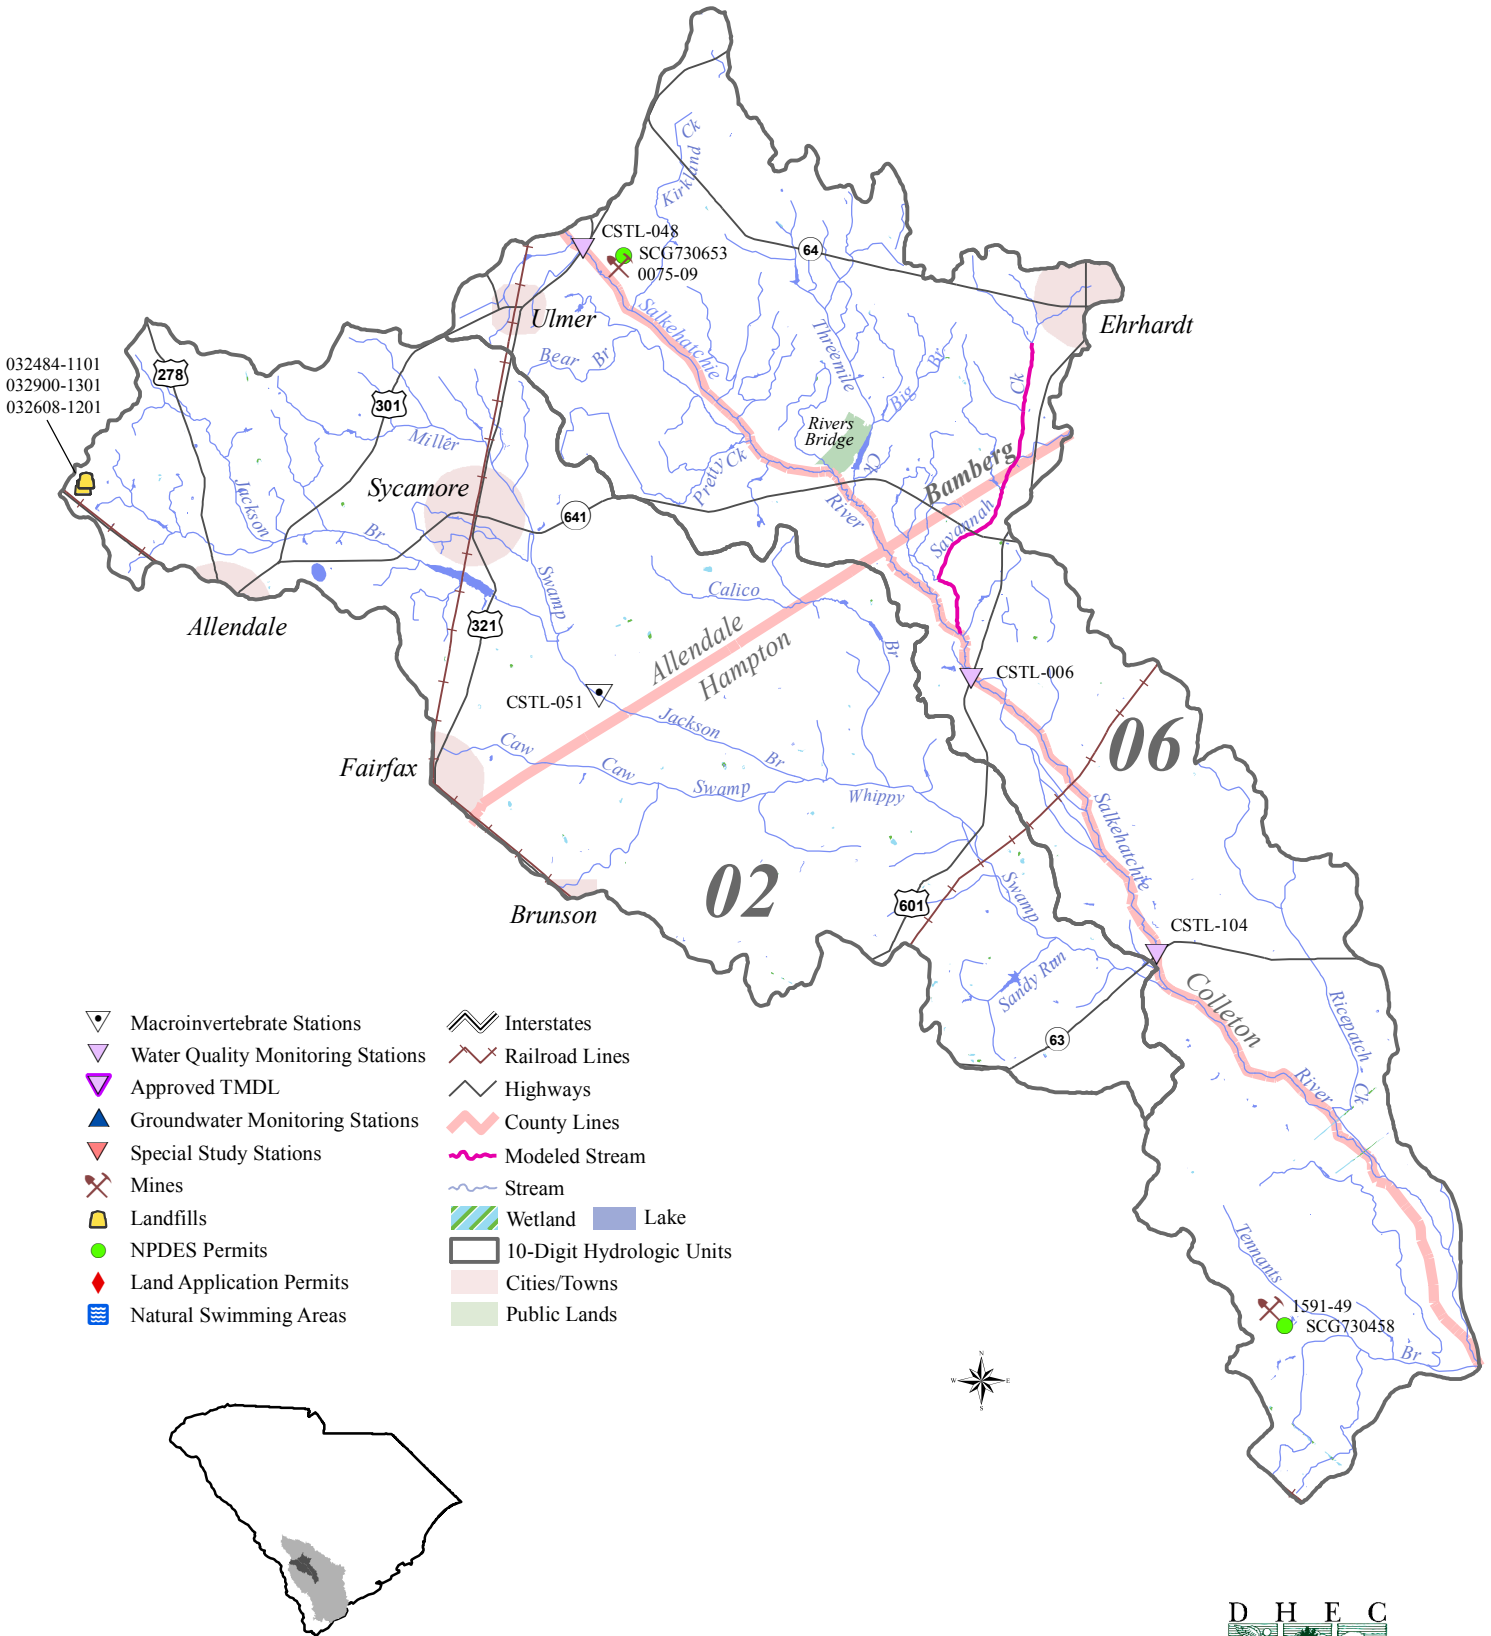 Ck
Kirkland
CSTL-048
SCG730653
0075-09
64
Salkehatchie
Ulmer
Ehrhardt
Threemile
Bear Br
Big Br
Ck
032484-1101
032900-1301
032608-1201
278
301
Miller
Rivers
Bridge
Pretty Ck
Ck
Bamberg
Sycamore
Jackson
Br
641
River
Savannah
Swamp
Calico
Br
Allendale
321
Allendale
Hampton
CSTL-006
CSTL-051
Jackson
Br
06
Fairfax
Caw
Caw
Swamp
Whippy
Salkehatchie
02
601
Swamp
Brunson
CSTL-104
Sandy Run
Colleton
Ricepatch
Ck
63
River
Tennants
1591-49
SCG730458
Br
Macroinvertebrate Stations
Water Quality Monitoring Stations
Approved TMDL
Groundwater Monitoring Stations
Special Study Stations
Mines
Landfills
NPDES Permits
Land Application Permits
Natural Swimming Areas
Interstates
Railroad Lines
Highways
County Lines
Modeled Stream
Stream
Wetland
Lake
10-Digit Hydrologic Units
Cities/Towns
Public Lands
N
W
E
S
D H E C